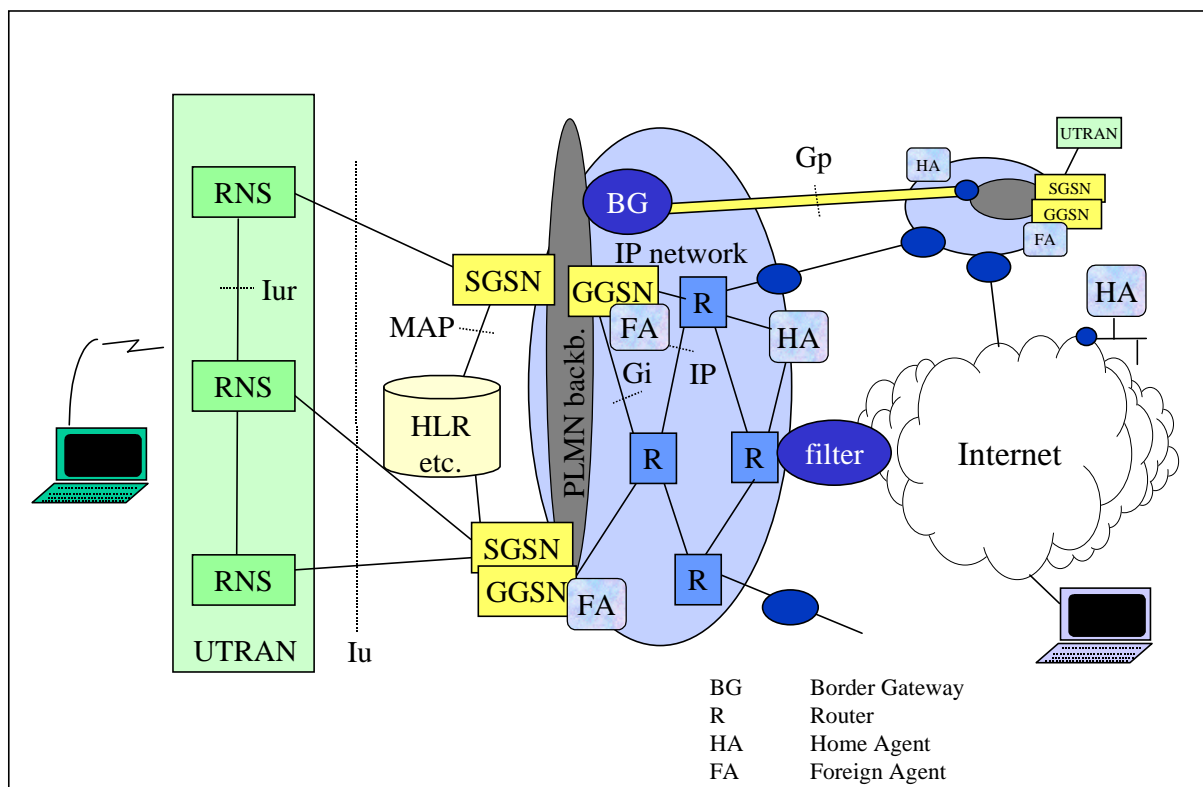 UTRAN
Gp
HA
SGSN
GGSN
FA
RNS
BG
IP network
SGSN
GGSN
R
HA
Iur
MAP
FA
HA
Gi
IP
PLMN backb.
RNS
HLR
etc.
R
R
filter
Internet
SGSN
RNS
GGSN
FA
R
UTRAN
Iu
BG Border Gateway
R Router
HA Home Agent
FA Foreign Agent